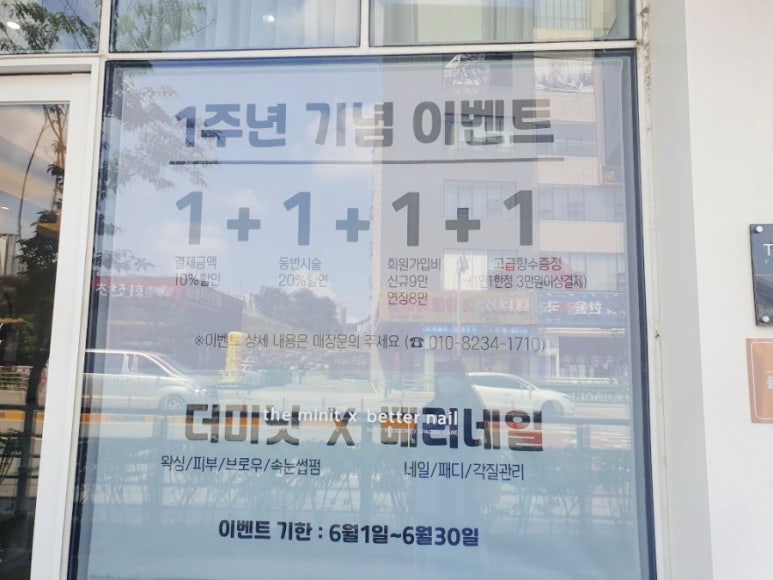 1주년 기념 이벤트
1 + 1 + 1 + 1
결제금액 10%할인
동반시술 20%할인
회원가입비 신규9만 연장8만
고급향수증정 (1인1한정 3만원이상결제)
※이벤트 상세 내용은 매장문의 주세요 (☎ 010-8234-1710)
the minit x better nail
더미닛 X 배러네일
왁싱/피부/브로우/속눈썹펌
네일/패디/각질관리
이벤트 기한 : 6월1일~6월30일